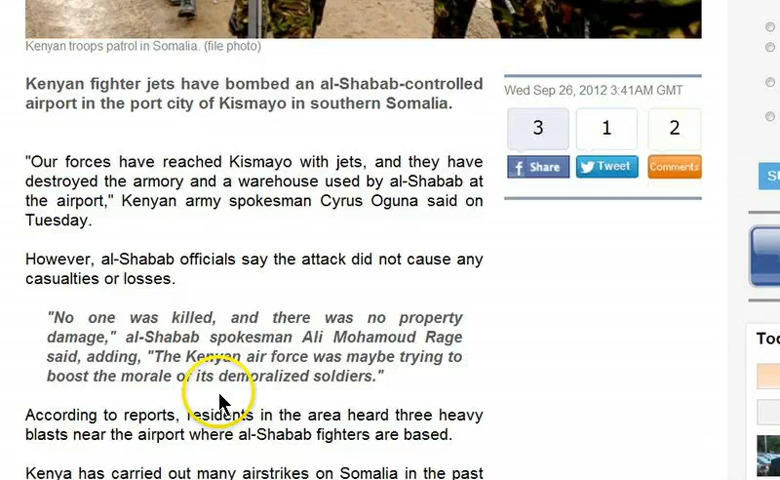 Kenyan troops patrol in Somalia. (file photo)
Kenyan fighter jets have bombed an al-Shabab-controlled
airport in the port city of Kismayo in southern Somalia.
Wed Sep 26, 2012 3:41AM GMT
3 1 2
f Share Tweet Comments
"Our forces have reached Kismayo with jets, and they have
destroyed the armory and a warehouse used by al-Shabab at
the airport," Kenyan army spokesman Cyrus Oguna said on
Tuesday.
However, al-Shabab officials say the attack did not cause any
casualties or losses.
"No one was killed, and there was no property
damage," al-Shabab spokesman Ali Mohamoud Rage
said, adding, "The Kenyan air force was maybe trying to
boost the morale of its demoralized soldiers."
According to reports, residents in the area heard three heavy
blasts near the airport where al-Shabab fighters are based.
Kenya has carried out many airstrikes on Somalia in the past